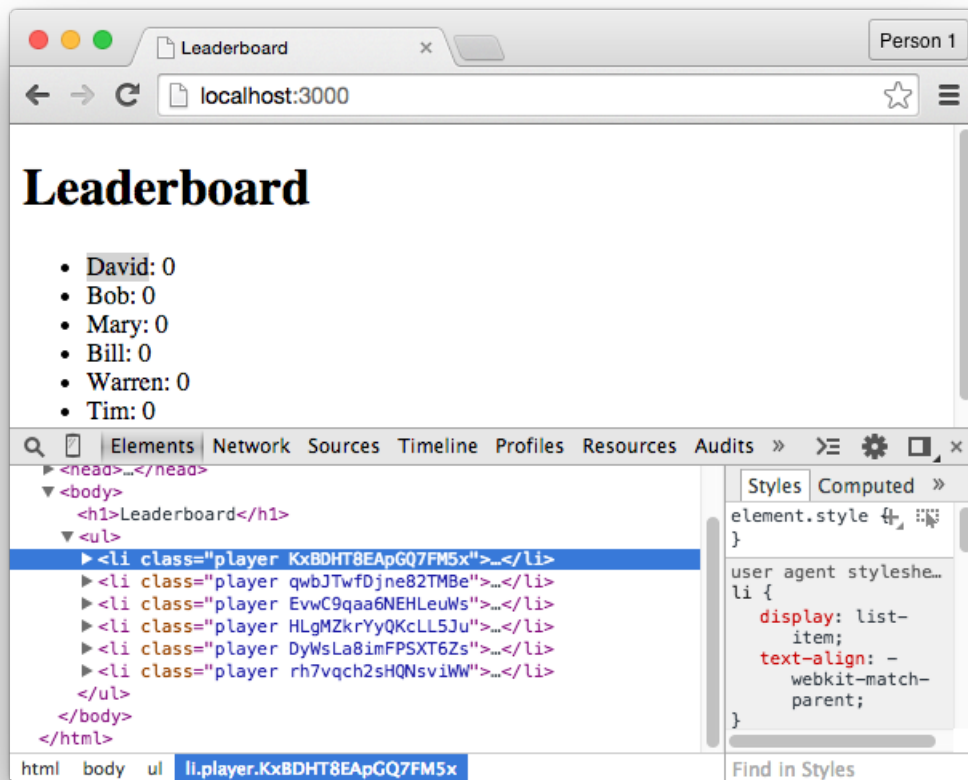 Leaderboard
Person 1
localhost:3000
Leaderboard
David: 0
Bob: 0
Mary: 0
Bill: 0
Warren: 0
Tim: 0
Elements Network Sources Timeline Profiles Resources Audits »
<head>…</head>
<body>
<h1>Leaderboard</h1>
<ul>
<li class="player KxBDHT8EApGQ7FM5x">…</li>
<li class="player qwbJTwfDjne82TMBe">…</li>
<li class="player EvwC9qaa6NEHLeuWs">…</li>
<li class="player HLgMZkrYyQKcLL5Ju">…</li>
<li class="player DyWsLa8imFPSXT6Zs">…</li>
<li class="player rh7vqch2sHQNsviWW">…</li>
</ul>
</body>
</html>
html body ul li.player.KxBDHT8EApGQ7FM5x
Styles Computed »
element.style {
}
user agent styleshe…
li {
display: list-
item;
text-align: -
webkit-match-
parent;
}
Find in Styles